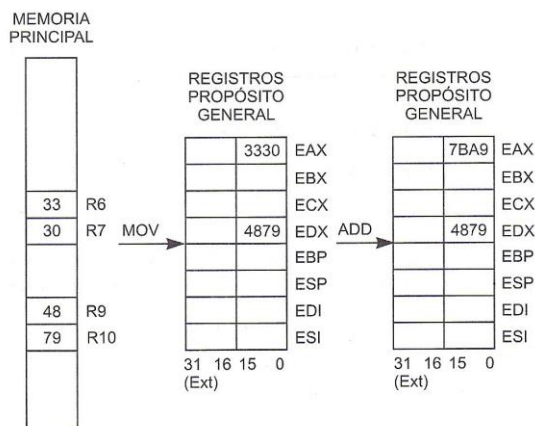 MEMORIA
PRINCIPAL
33 R6
30 R7
48 R9
79 R10
MOV
REGISTROS
PROPÓSITO
GENERAL
3330 EAX
EBX
ECX
4879 EDX
EBP
ESP
EDI
ESI
31 16 15 0
(Ext)
ADD
REGISTROS
PROPÓSITO
GENERAL
7BA9 EAX
EBX
ECX
4879 EDX
EBP
ESP
EDI
ESI
31 16 15 0
(Ext)